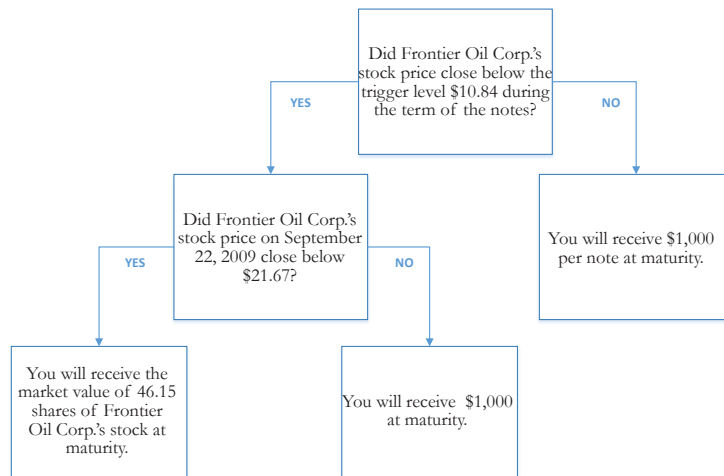 Did Frontier Oil Corp.'s
stock price close below the
trigger level $10.84 during
the term of the notes?
YES
NO
Did Frontier Oil Corp.'s
stock price on September
22, 2009 close below
$21.67?
You will receive $1,000
per note at maturity.
YES
NO
You will receive the
market value of 46.15
shares of Frontier
Oil Corp.'s stock at
maturity.
You will receive $1,000
at maturity.